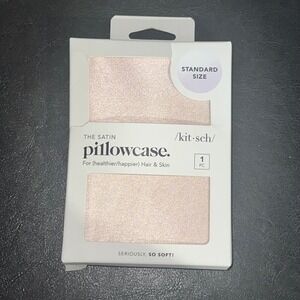 STANDARD
SIZE
THE SATIN
pillowcase.
/kit·sch/
For (healthier/happier) Hair & Skin
1
PC
SERIOUSLY, SO SOFT!